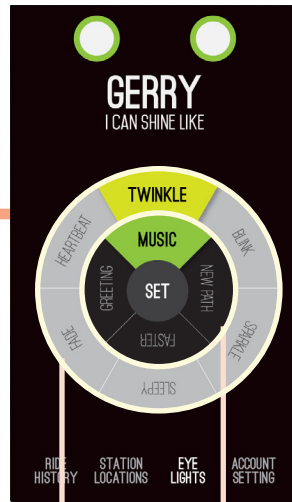 GERRY
I CAN SHINE LIKE
TWINKLE
HEARTBEAT
BLINK
MUSIC
GREETING
SET
NEW PATH
FASTER
FADE
SPARKLE
SLEEPY
RIDE HISTORY
STATION LOCATIONS
EYE LIGHTS
ACCOUNT SETTING